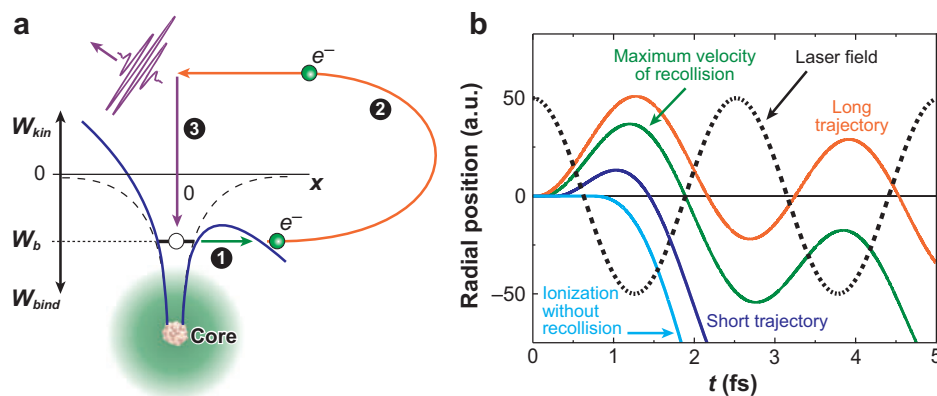 a
b
e⁻
W_kin
0
x
0
W_b
W_bind
❶
❷
❸
e⁻
Core
Radial position (a.u.)
50
0
−50
Maximum velocity
of recollision
Laser field
Long
trajectory
Ionization
without
recollision
Short trajectory
0
1
2
3
4
5
t (fs)